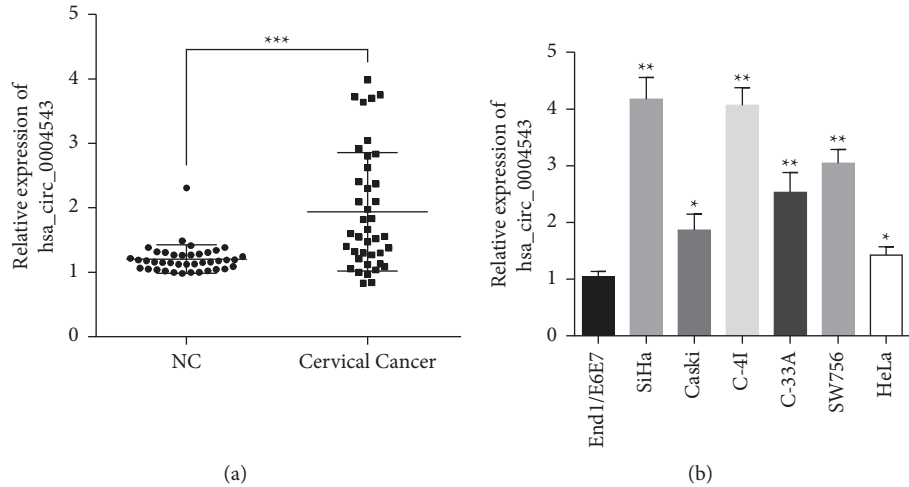 5
4
3
2
1
0
Relative expression of
hsa_circ_0004543
***
NC
Cervical Cancer
(a)
5
4
3
2
1
0
Relative expression of
hsa_circ_0004543
**
*
**
**
**
*
End1/E6E7
SiHa
Caski
C-4I
C-33A
SW756
HeLa
(b)